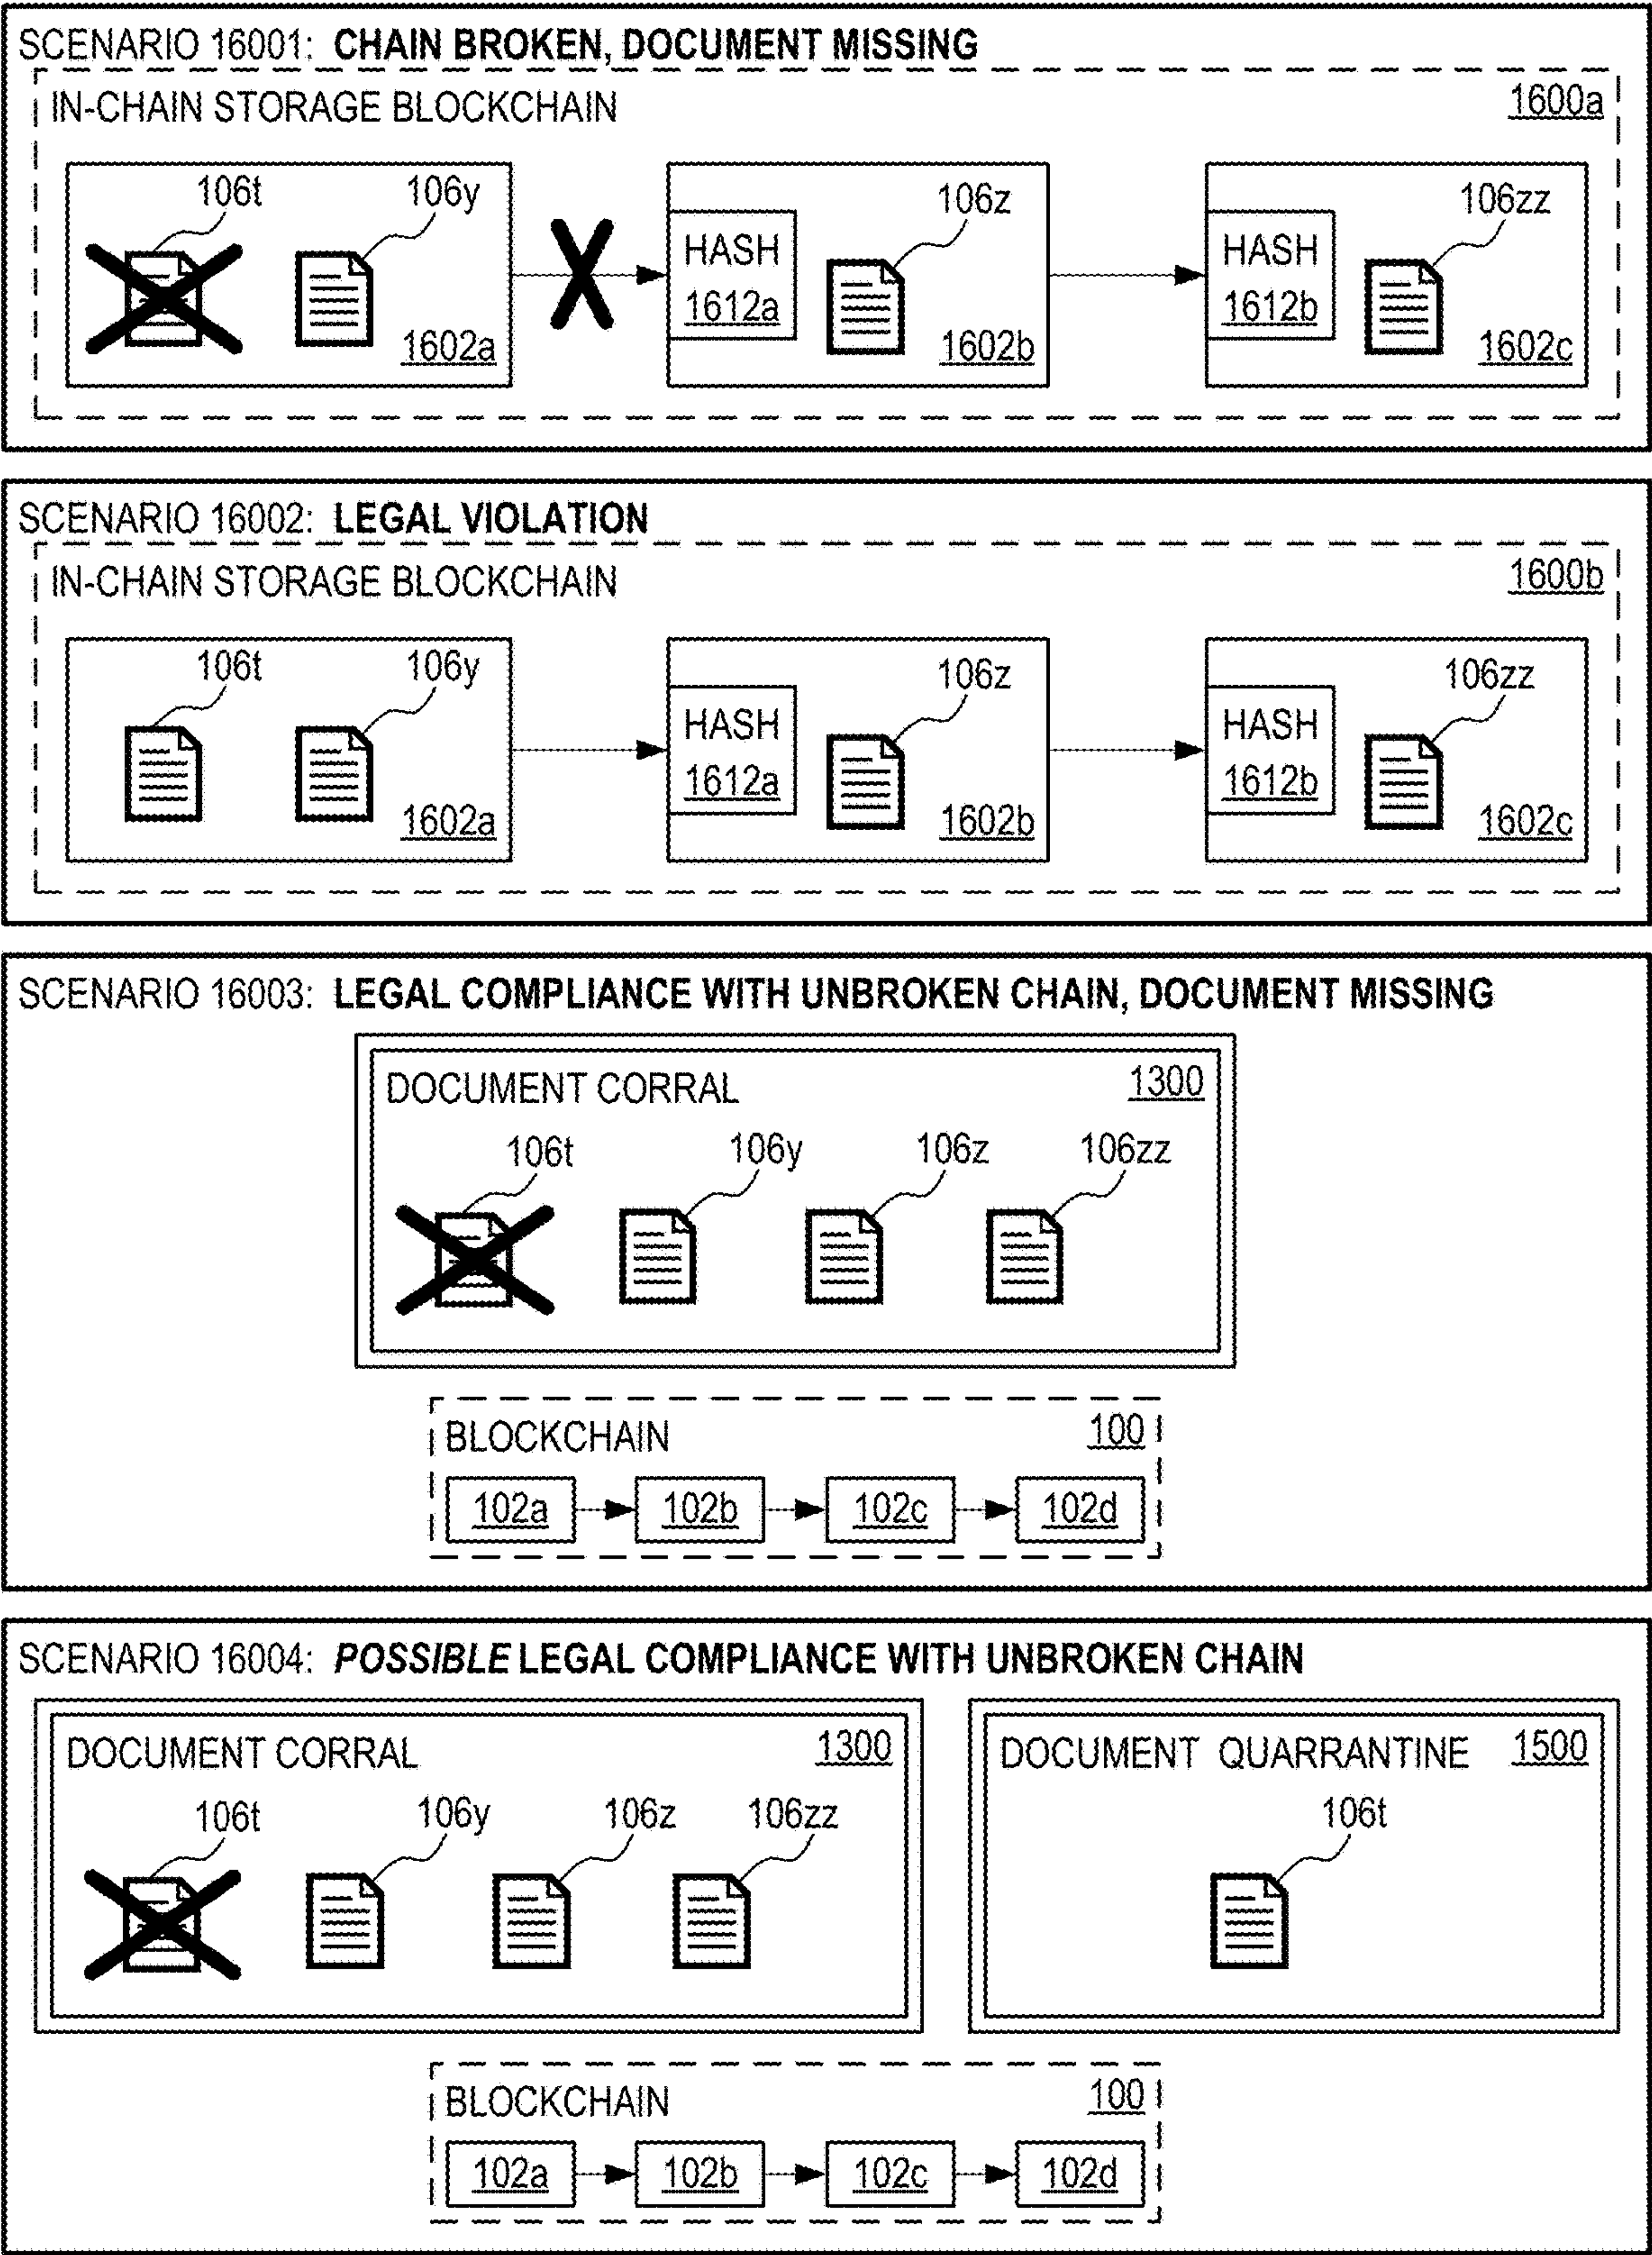 SCENARIO 16001: CHAIN BROKEN, DOCUMENT MISSING
IN-CHAIN STORAGE BLOCKCHAIN 1600a
106t 106y 106z 106zz
HASH HASH
1612a 1612b
1602a 1602b 1602c
SCENARIO 16002: LEGAL VIOLATION
IN-CHAIN STORAGE BLOCKCHAIN 1600b
106t 106y 106z 106zz
HASH HASH
1612a 1612b
1602a 1602b 1602c
SCENARIO 16003: LEGAL COMPLIANCE WITH UNBROKEN CHAIN, DOCUMENT MISSING
DOCUMENT CORRAL 1300
106t 106y 106z 106zz
BLOCKCHAIN 100
102a 102b 102c 102d
SCENARIO 16004: POSSIBLE LEGAL COMPLIANCE WITH UNBROKEN CHAIN
DOCUMENT CORRAL 1300 DOCUMENT QUARRANTINE 1500
106t 106y 106z 106zz 106t
BLOCKCHAIN 100
102a 102b 102c 102d